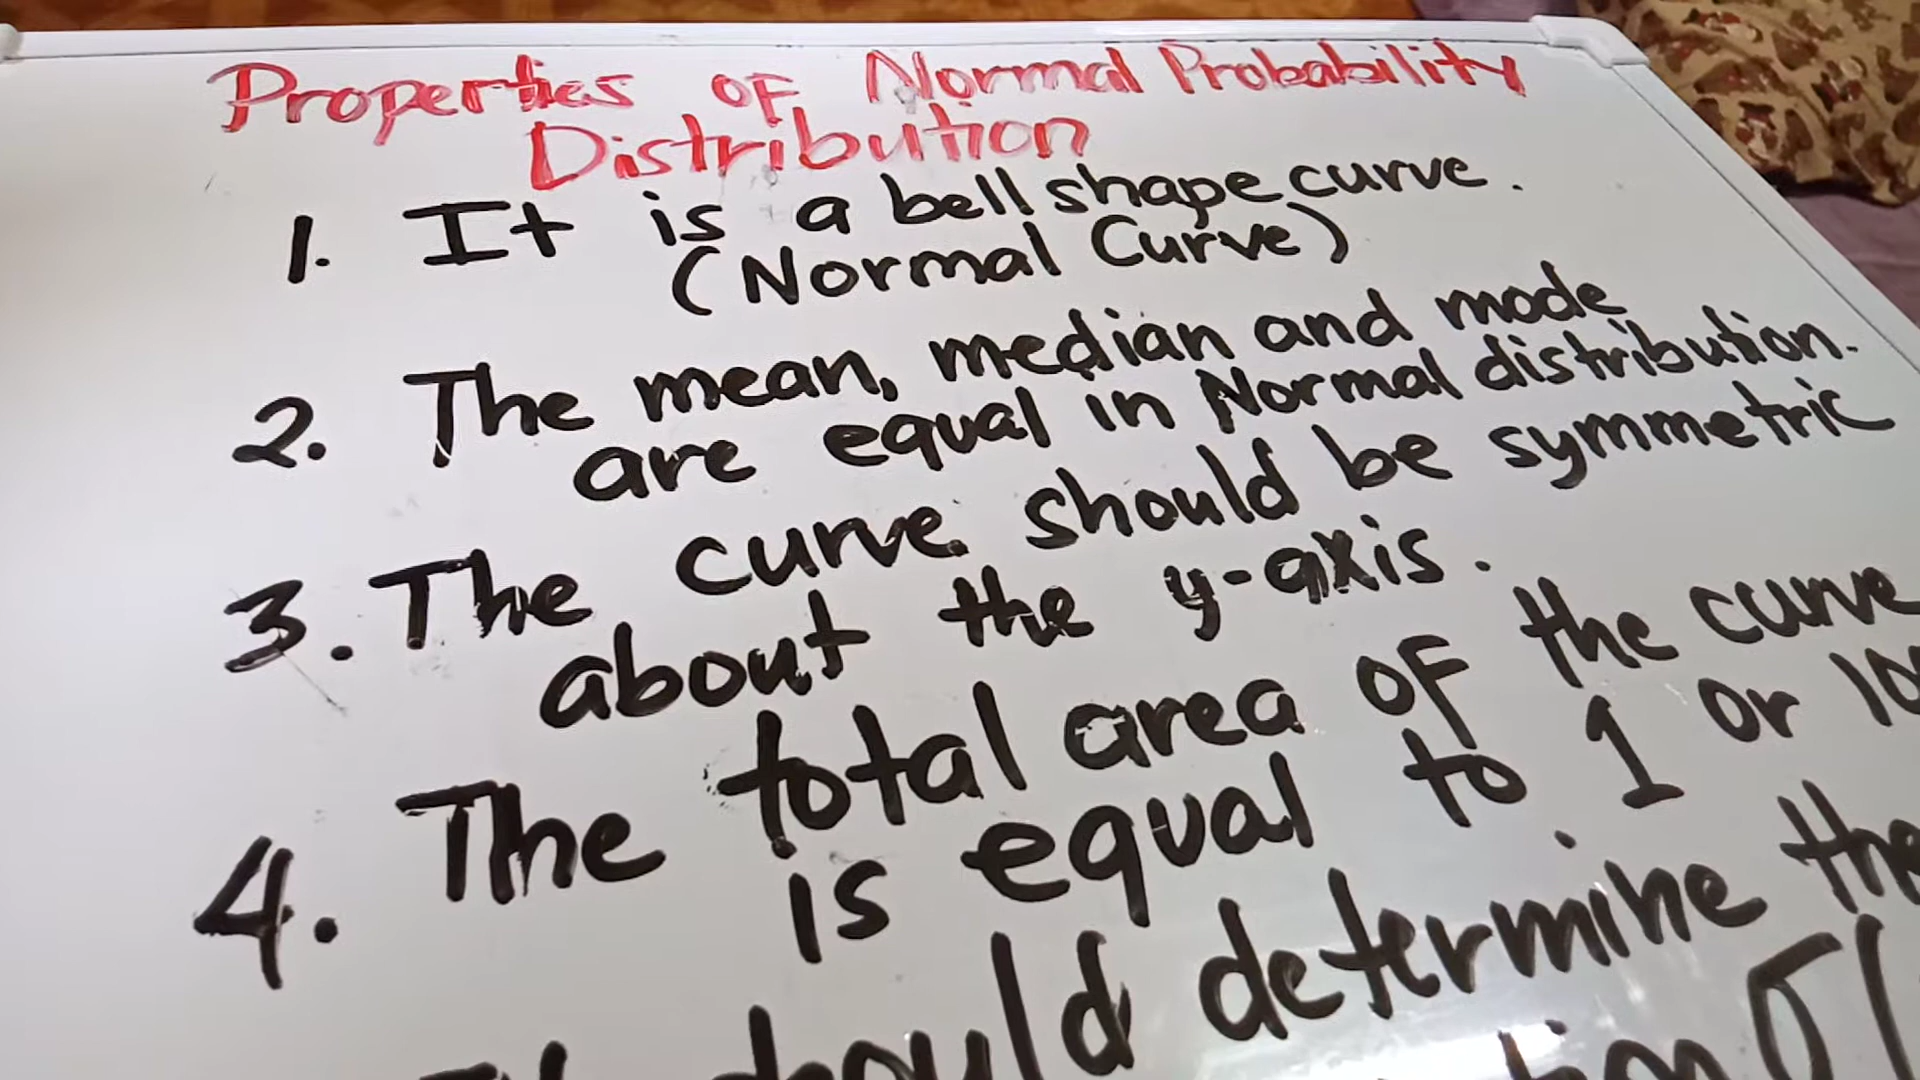 Properties of Normal Probability
Distribution
1. It is a bell shape curve.
(Normal Curve)
2. The mean, median and mode
are equal in Normal distribution.
3. The curve should be symmetric
about the y-axis.
4. The total area of the curve
is equal to 1 or
should determine the